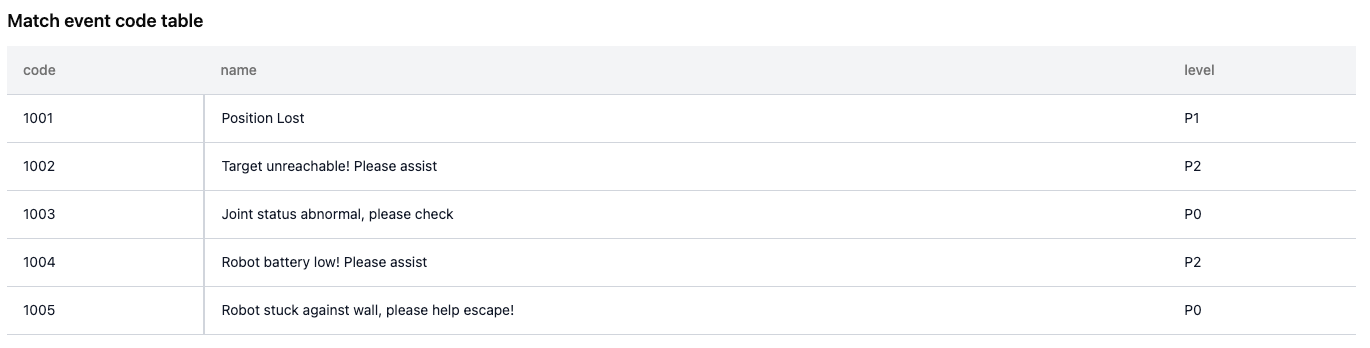 Match event code table
code name level
1001 Position Lost P1
1002 Target unreachable! Please assist P2
1003 Joint status abnormal, please check P0
1004 Robot battery low! Please assist P2
1005 Robot stuck against wall, please help escape! P0